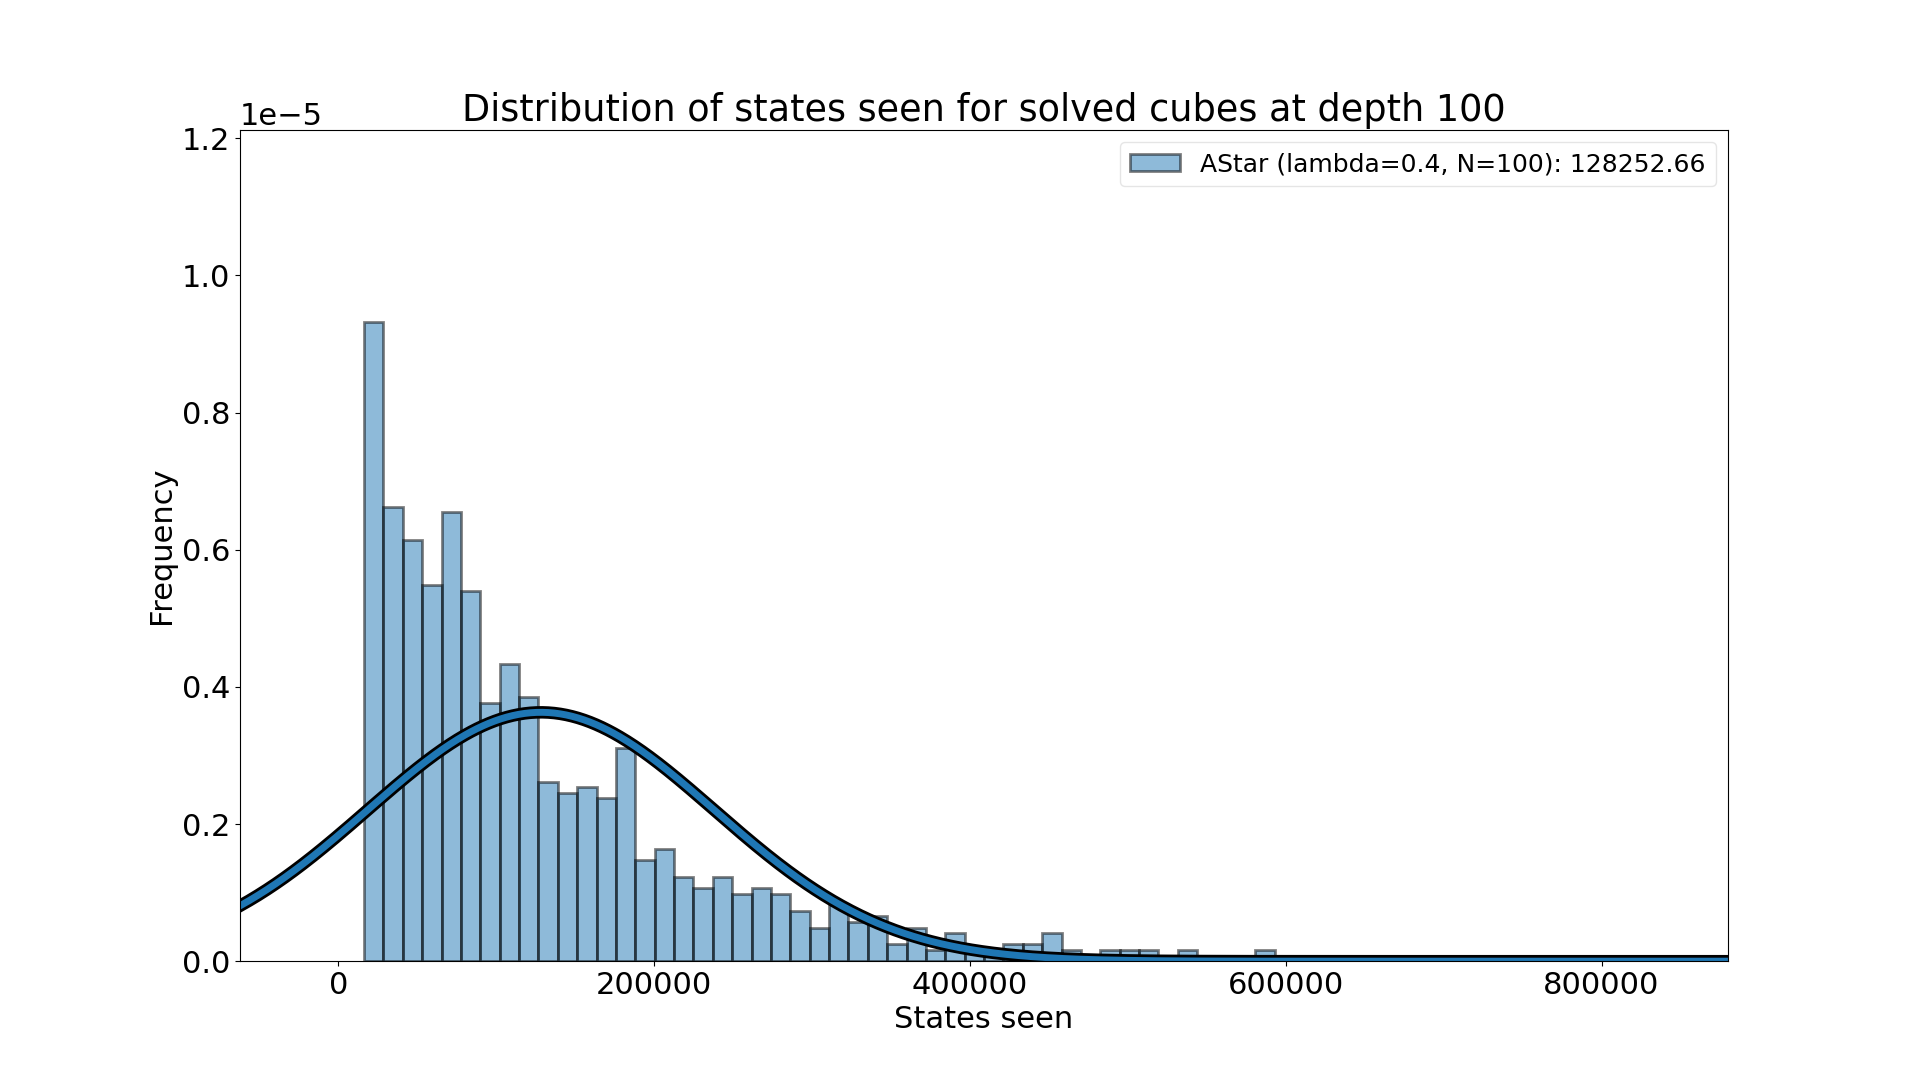 Distribution of states seen for solved cubes at depth 100
1e−5
AStar (lambda=0.4, N=100): 128252.66
1.2
1.0
0.8
0.6
0.4
0.2
0.0
Frequency
0 200000 400000 600000 800000
States seen